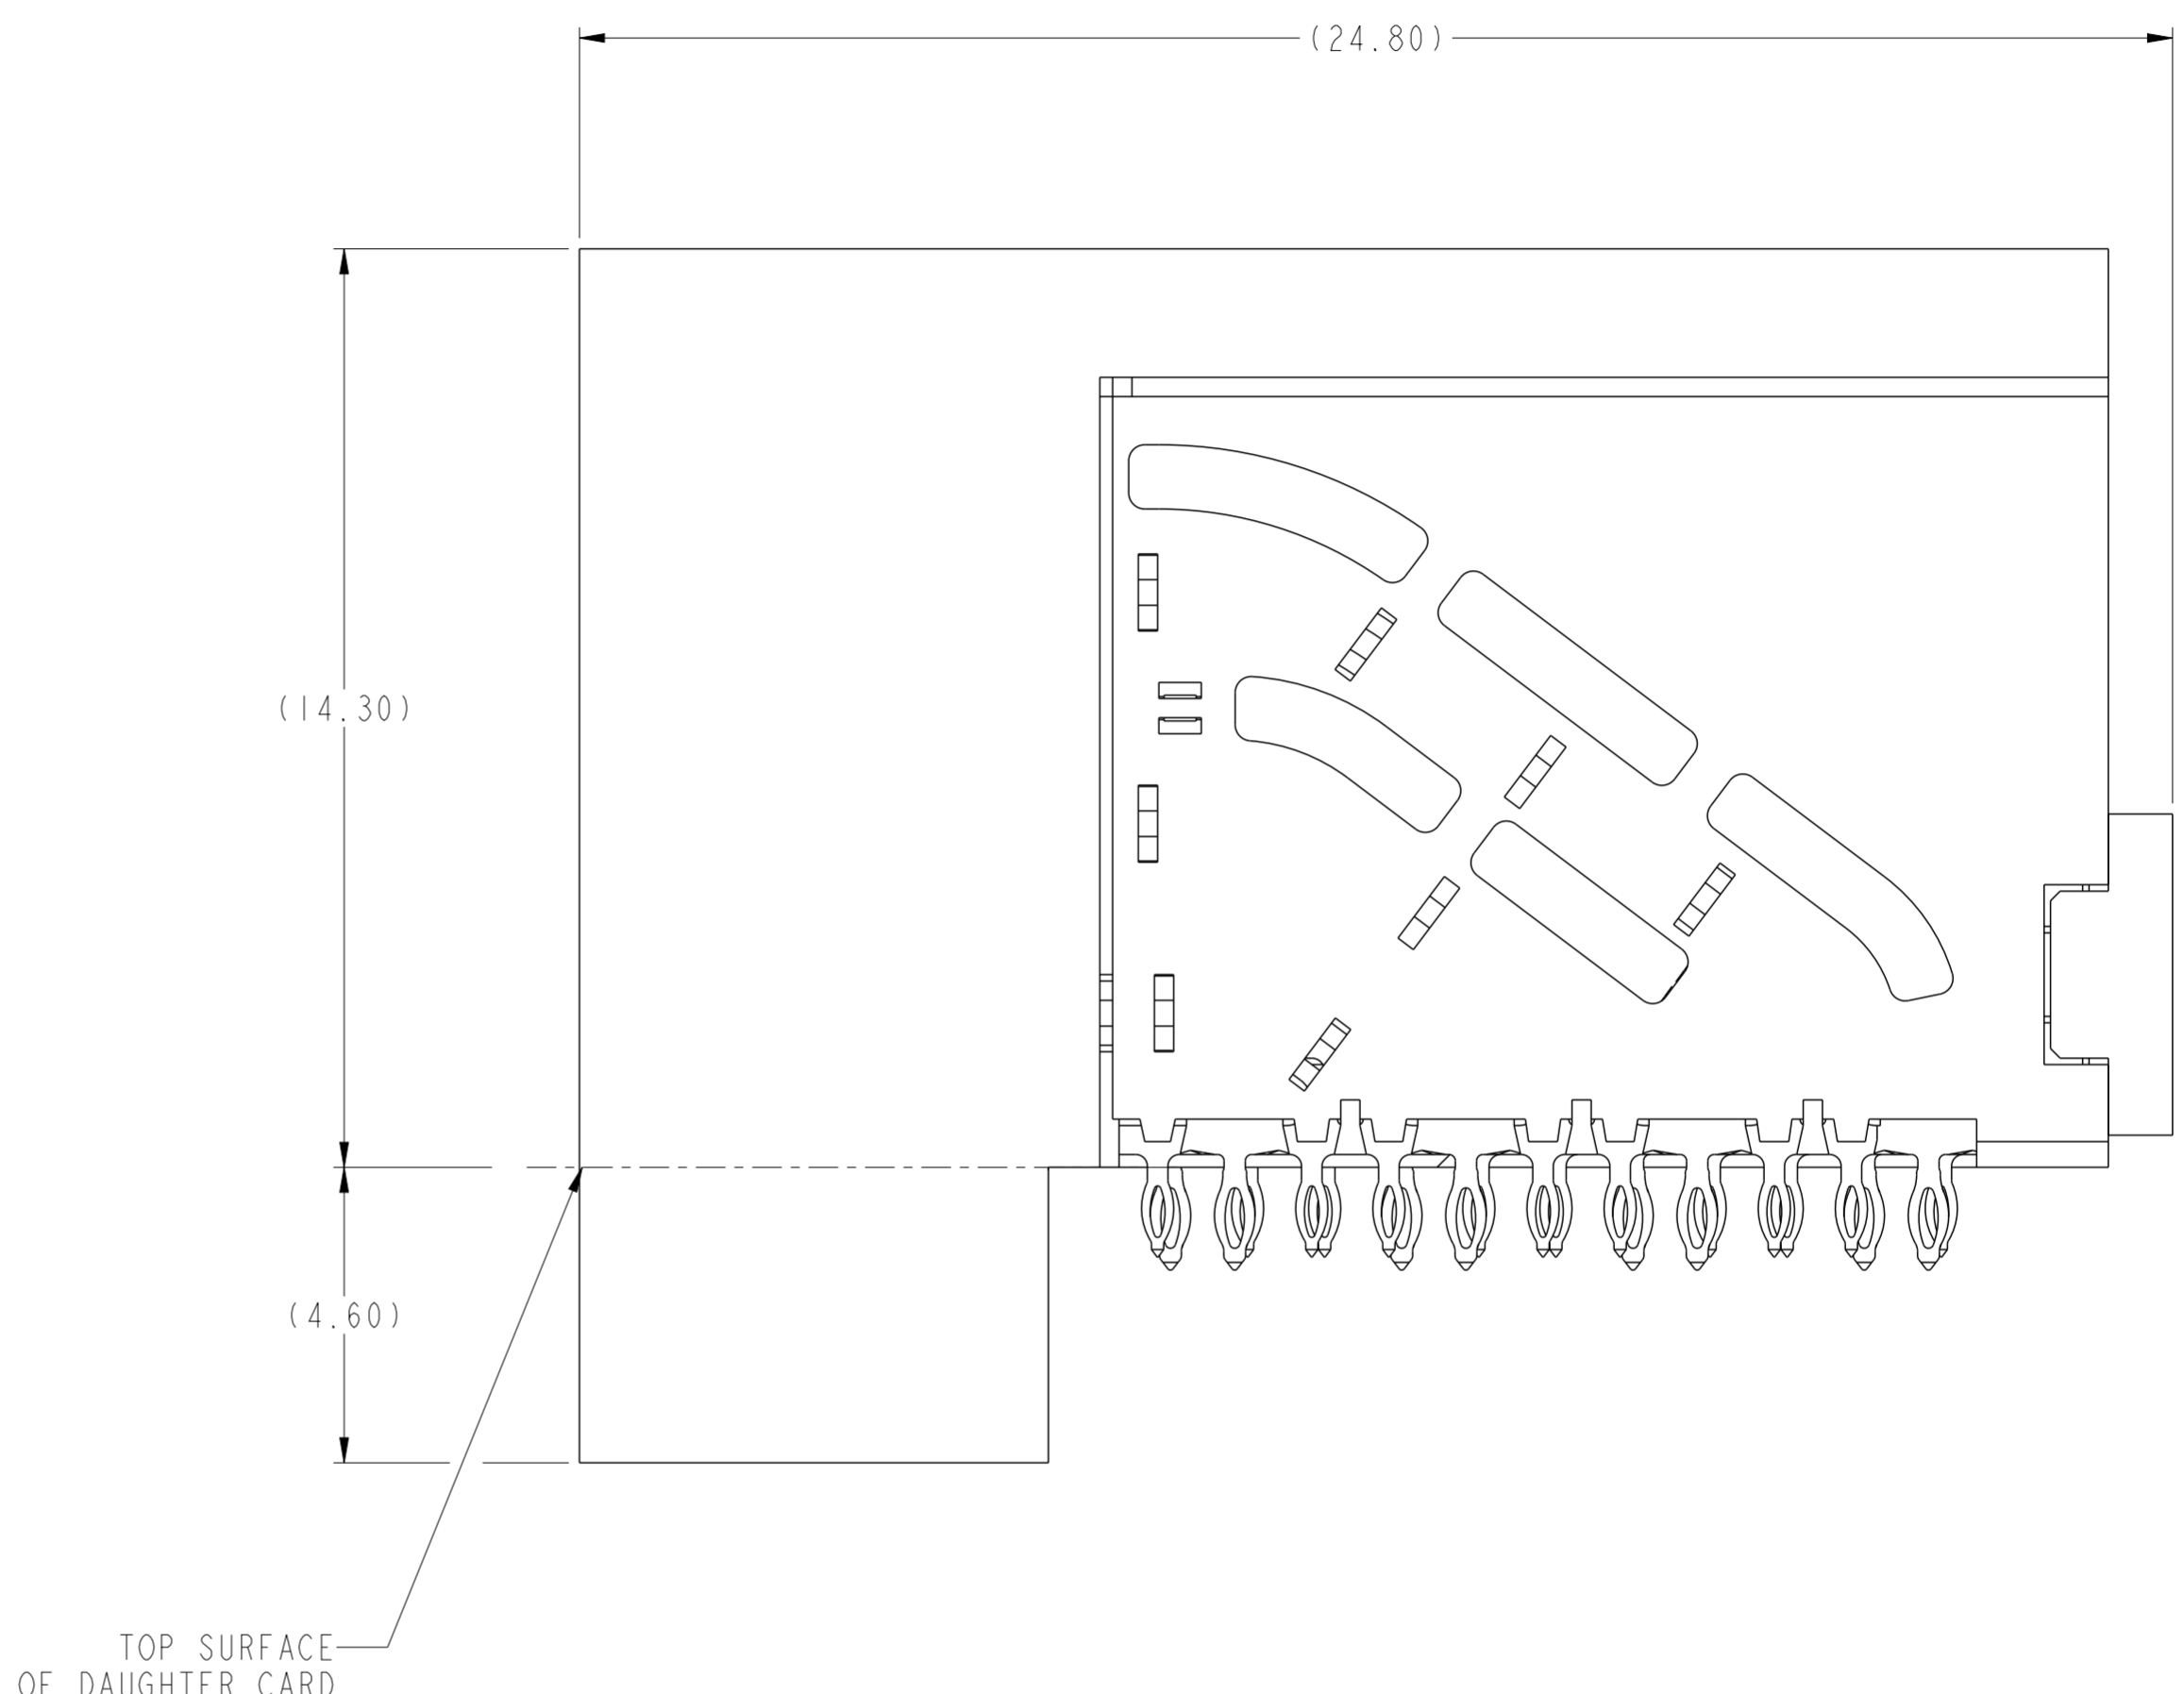 (24.80)
(14.30)
(4.60)
TOP SURFACE
OF DAUGHTER CARD